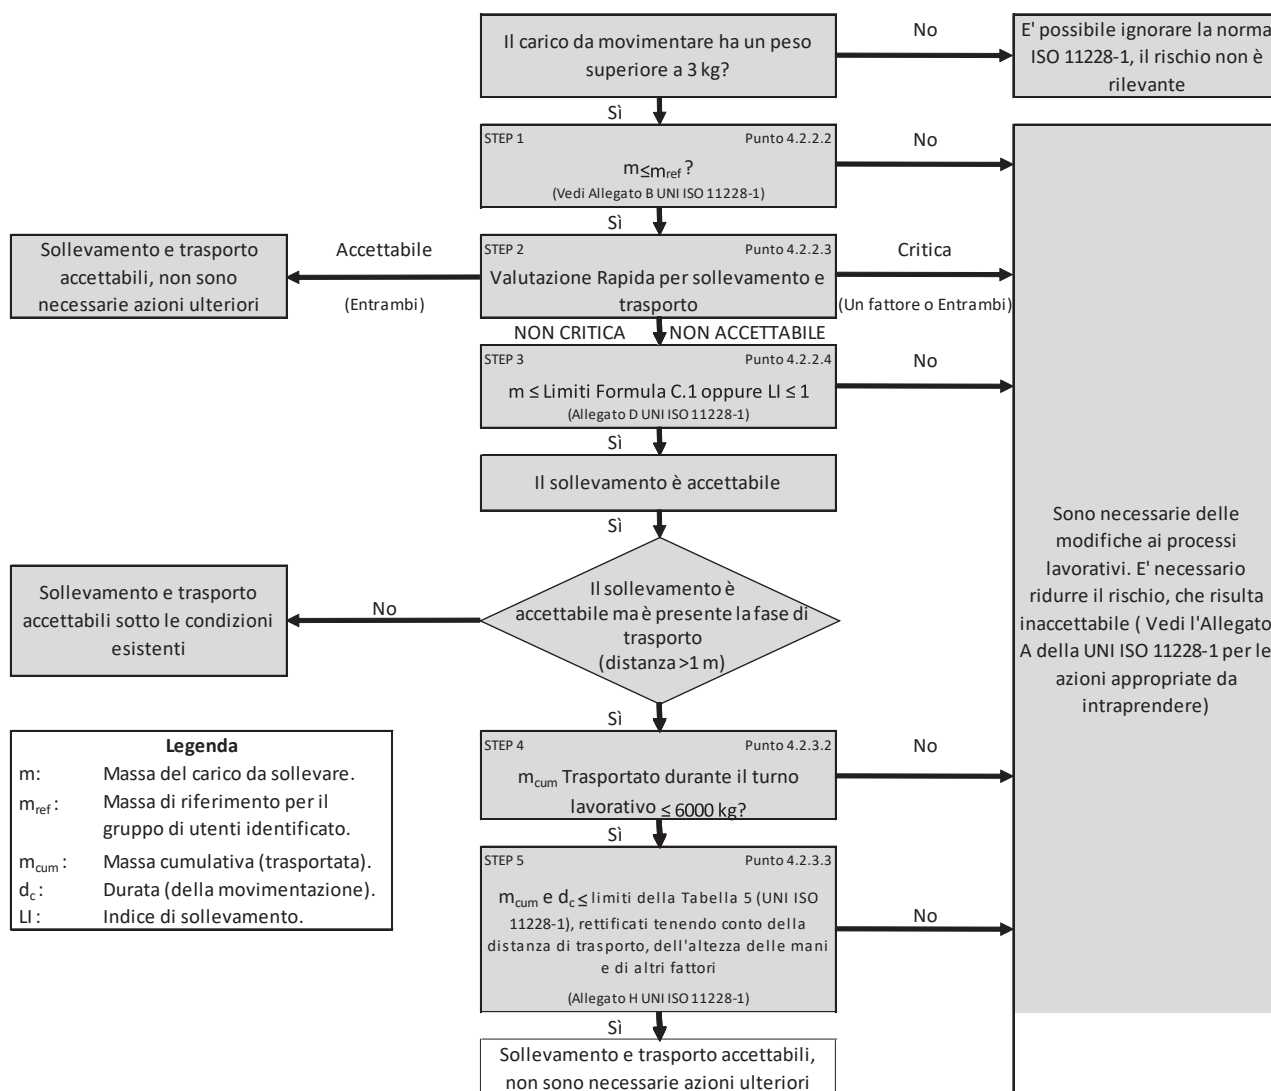 Il carico da movimentare ha un peso
superiore a 3 kg?
No
E' possibile ignorare la norma
ISO 11228-1, il rischio non è
rilevante
Sì
STEP 1 Punto 4.2.2.2
m≤mref ?
(Vedi Allegato B UNI ISO 11228-1)
No
Sì
Sollevamento e trasporto
accettabili, non sono
necessarie azioni ulteriori
Accettabile
(Entrambi)
STEP 2 Punto 4.2.2.3
Valutazione Rapida per sollevamento e
trasporto
Critica
(Un fattore o Entrambi)
NON CRITICA NON ACCETTABILE
STEP 3 Punto 4.2.2.4
m ≤ Limiti Formula C.1 oppure LI ≤ 1
(Allegato D UNI ISO 11228-1)
No
Sì
Il sollevamento è accettabile
Sì
Il sollevamento è
accettabile ma è presente la fase di
trasporto
(distanza >1 m)
No
Sollevamento e trasporto
accettabili sotto le condizioni
esistenti
Sono necessarie delle
modifiche ai processi
lavorativi. E' necessario
ridurre il rischio, che risulta
inaccettabile ( Vedi l'Allegato
A della UNI ISO 11228-1 per le
azioni appropriate da
intraprendere)
Sì
STEP 4 Punto 4.2.3.2
mcum Trasportato durante il turno
lavorativo ≤ 6000 kg?
No
Sì
STEP 5 Punto 4.2.3.3
mcum e dc ≤ limiti della Tabella 5 (UNI ISO
11228-1), rettificati tenendo conto della
distanza di trasporto, dell'altezza delle mani
e di altri fattori
(Allegato H UNI ISO 11228-1)
No
Sì
Sollevamento e trasporto accettabili,
non sono necessarie azioni ulteriori
Legenda
m: Massa del carico da sollevare.
mref : Massa di riferimento per il
gruppo di utenti identificato.
mcum : Massa cumulativa (trasportata).
dc : Durata (della movimentazione).
LI : Indice di sollevamento.